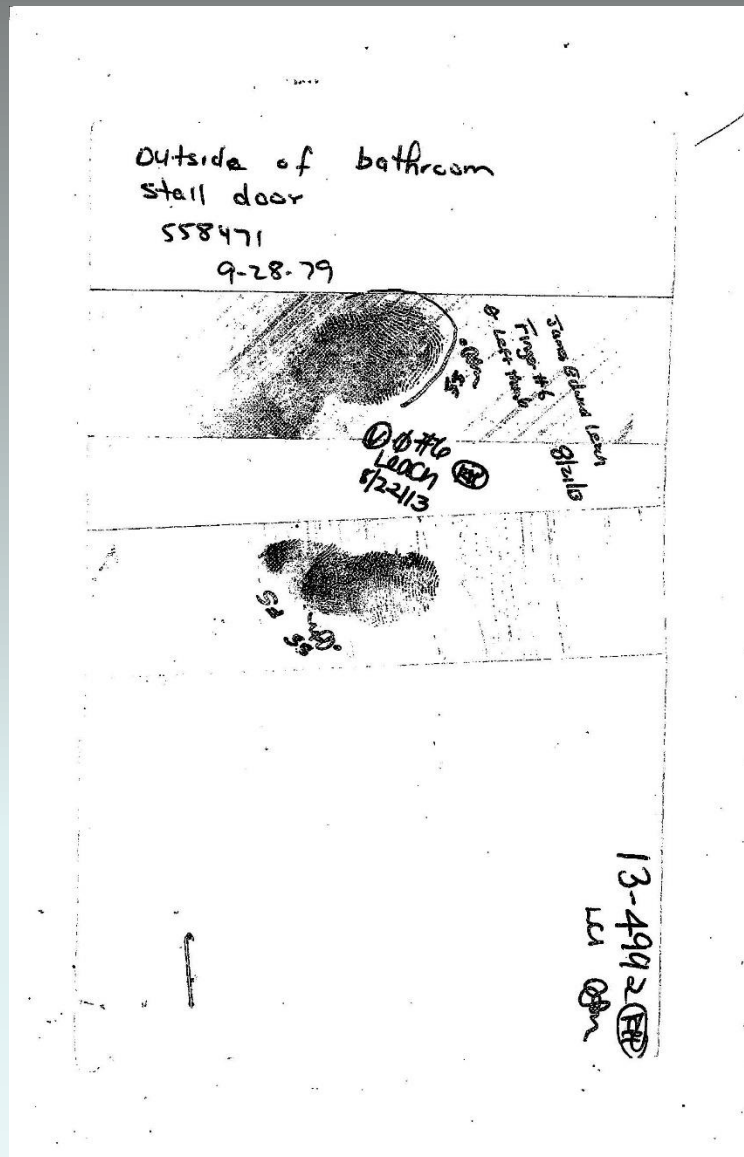 Outside of bathroom
Stall door
558471
9-28-79
James Edward Leach
Finger #6
Left thumb
8/21/13
#6
Leach
8/22/13
13-4992
LC1